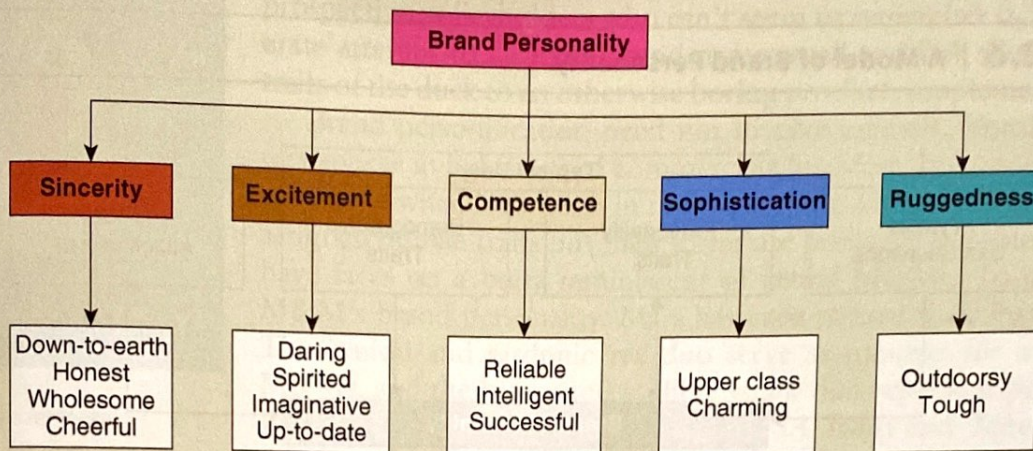 Brand Personality
Sincerity
Excitement
Competence
Sophistication
Ruggedness
Down-to-earth
Honest
Wholesome
Cheerful
Daring
Spirited
Imaginative
Up-to-date
Reliable
Intelligent
Successful
Upper class
Charming
Outdoorsy
Tough